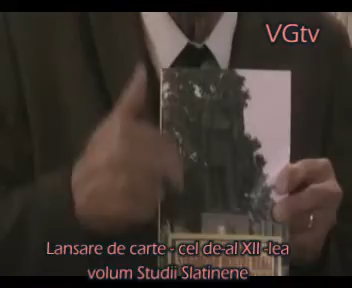 VGtv
Lansare de carte - cel de-al XII -lea
volum Studii Slatinene